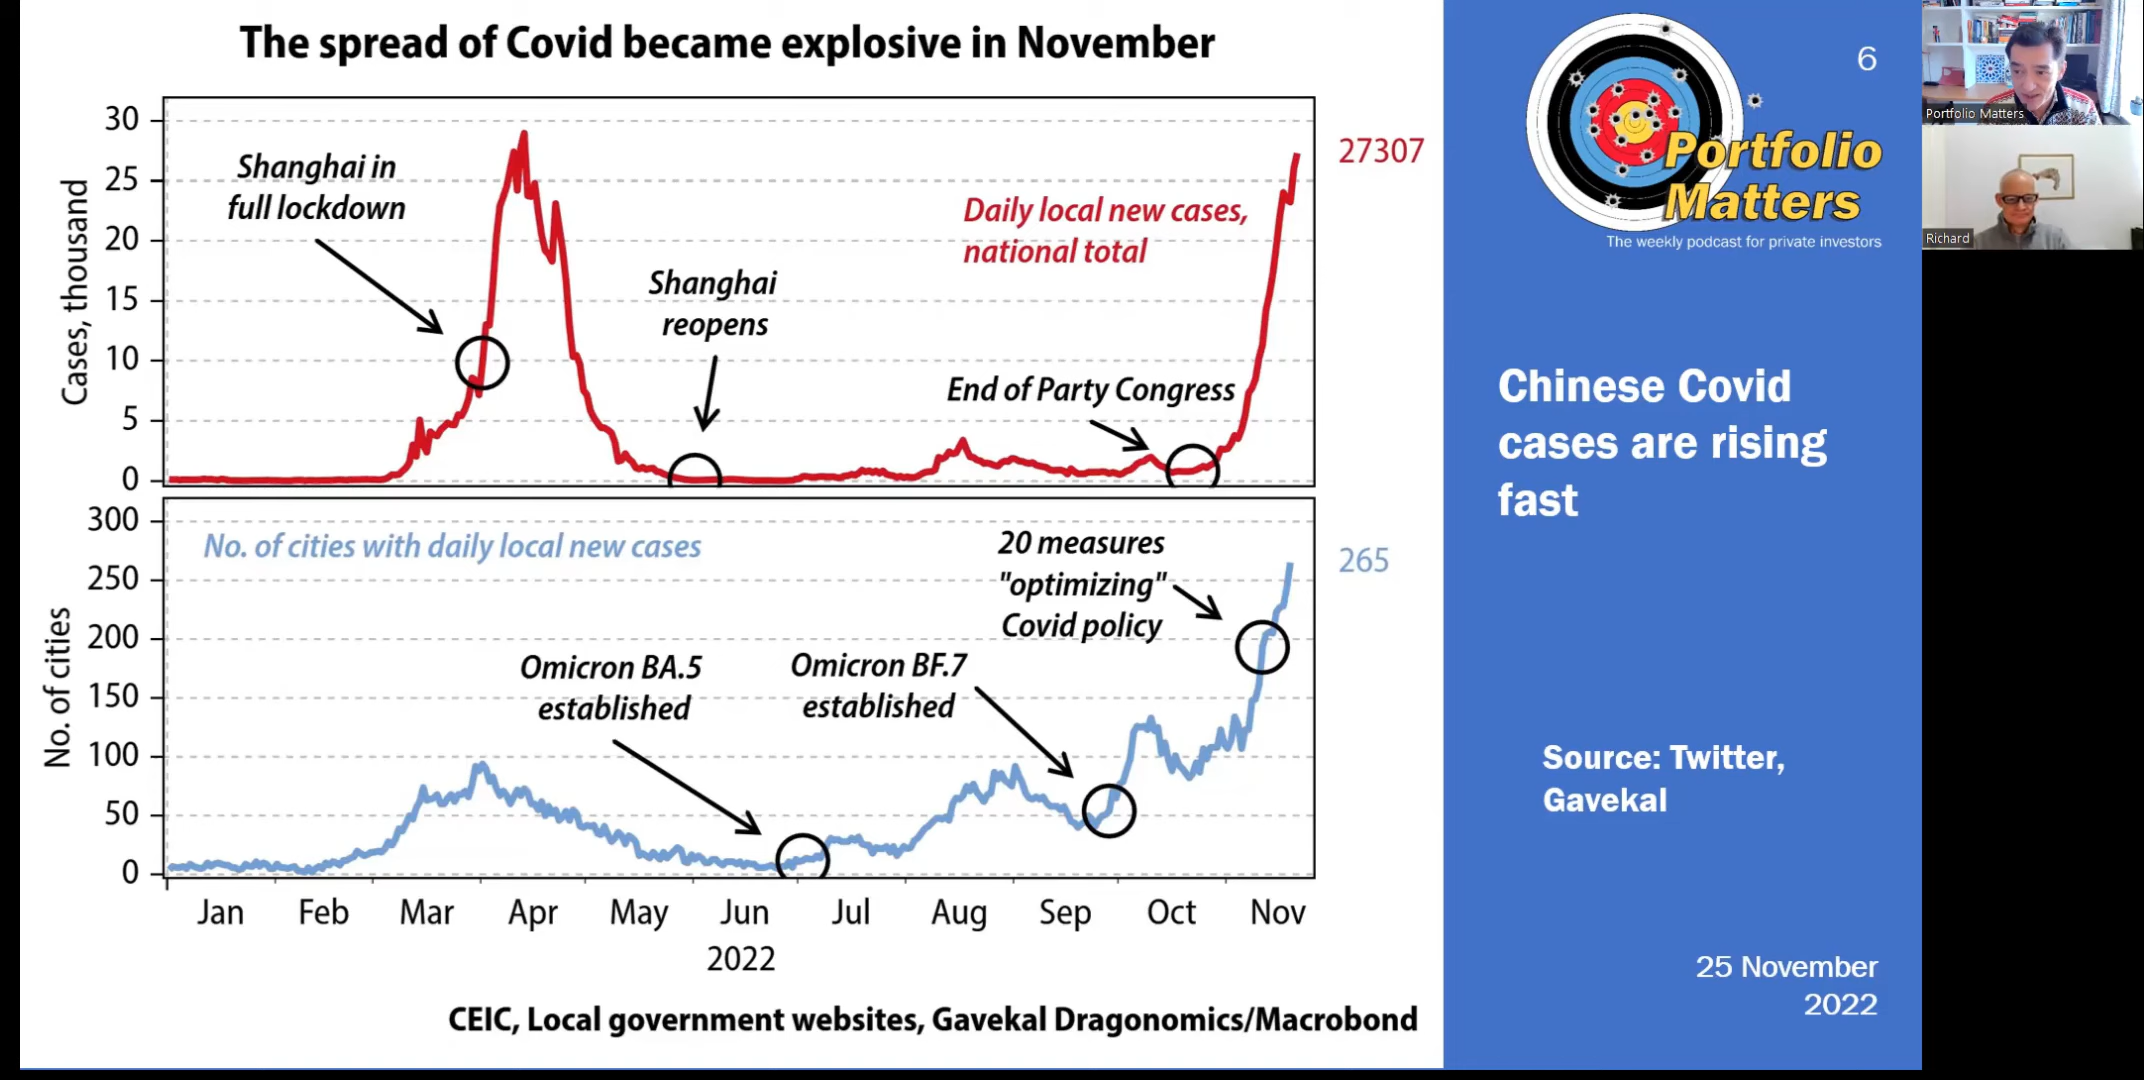 The spread of Covid became explosive in November
30
25
20
15
10
5
0
Cases, thousand
Shanghai in
full lockdown
Shanghai
reopens
Daily local new cases,
national total
End of Party Congress
27307
300
250
200
150
100
50
0
No. of cities
No. of cities with daily local new cases
20 measures
"optimizing"
Covid policy
Omicron BA.5
established
Omicron BF.7
established
265
Jan Feb Mar Apr May Jun Jul Aug Sep Oct Nov
2022
CEIC, Local government websites, Gavekal Dragonomics/Macrobond
6
Portfolio
Matters
The weekly podcast for private investors
Chinese Covid
cases are rising
fast
Source: Twitter,
Gavekal
25 November
2022
Portfolio Matters
Richard